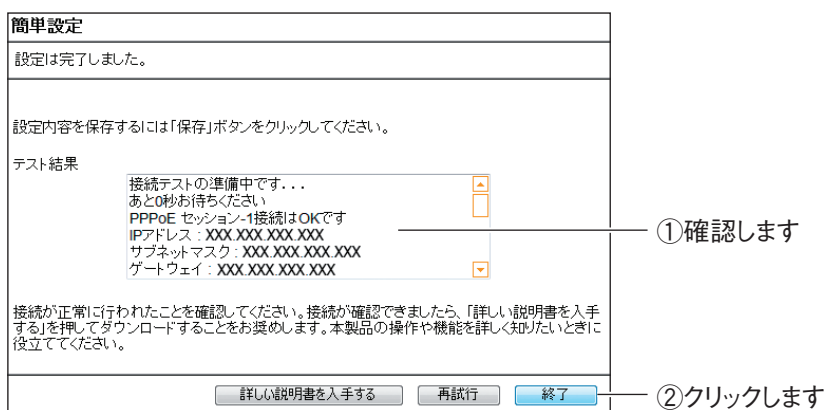 簡単設定
設定は完了しました。
設定内容を保存するには「保存」ボタンをクリックしてください。
テスト結果
接続テストの準備中です...
あと0秒お待ちください
PPPoE セッション-1接続はOKです
IPアドレス : XXX.XXX.XXX.XXX
サブネットマスク : XXX.XXX.XXX.XXX
ゲートウェイ : XXX.XXX.XXX.XXX
①確認します
接続が正常に行われたことを確認してください。接続が確認できましたら、「詳しい説明書を入手
する」を押してダウンロードすることをお奨めします。本製品の操作や機能を詳しく知りたいときに
役立ててください。
詳しい説明書を入手する 再試行 終了
②クリックします